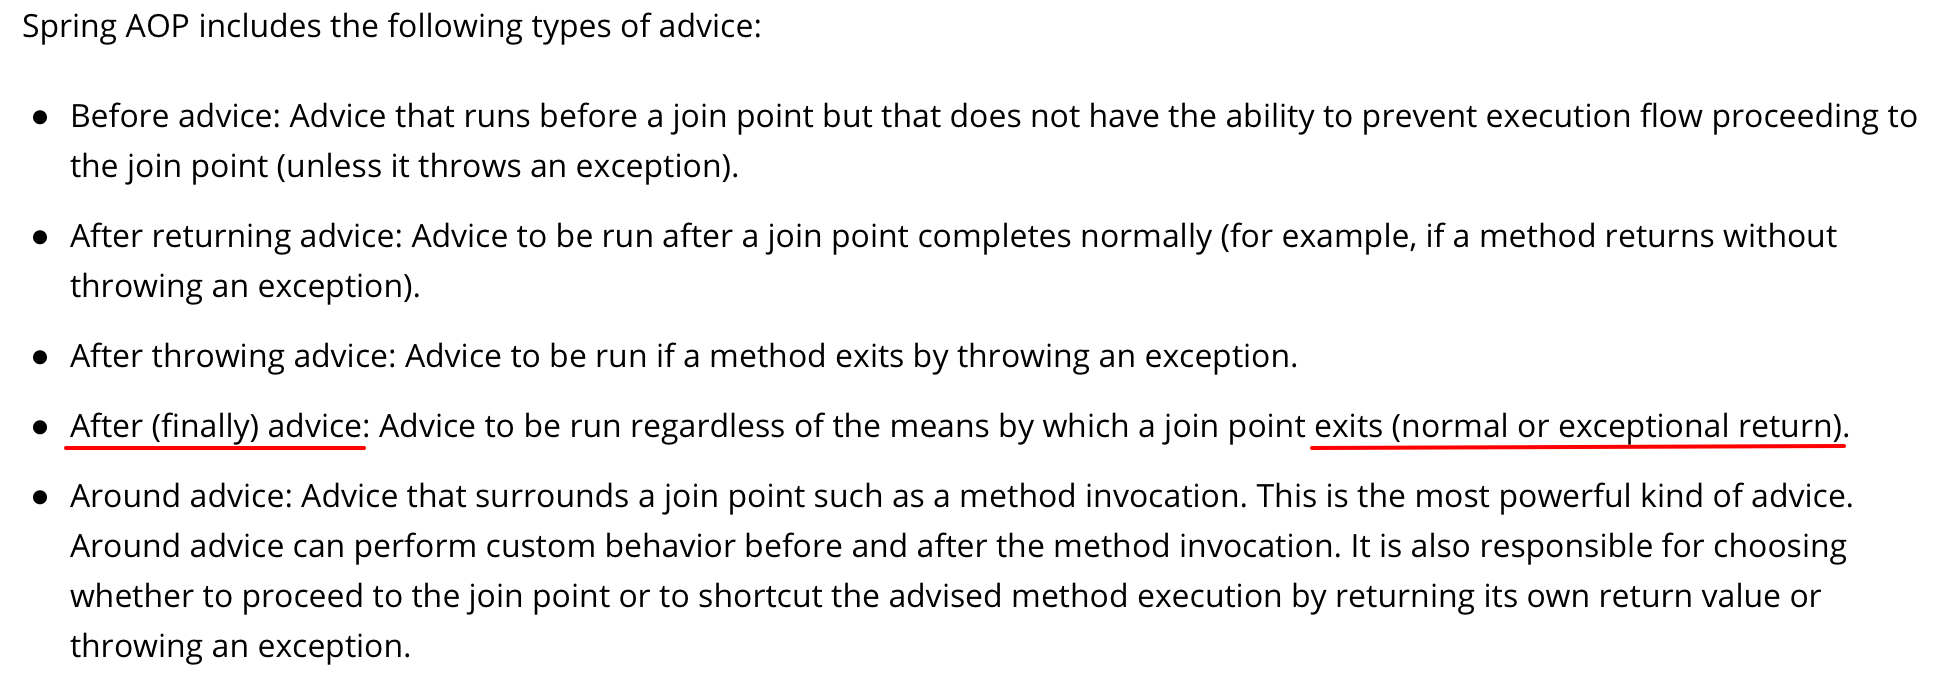 Spring AOP includes the following types of advice:
● Before advice: Advice that runs before a join point but that does not have the ability to prevent execution flow proceeding to
the join point (unless it throws an exception).
● After returning advice: Advice to be run after a join point completes normally (for example, if a method returns without
throwing an exception).
● After throwing advice: Advice to be run if a method exits by throwing an exception.
● After (finally) advice: Advice to be run regardless of the means by which a join point exits (normal or exceptional return).
● Around advice: Advice that surrounds a join point such as a method invocation. This is the most powerful kind of advice.
Around advice can perform custom behavior before and after the method invocation. It is also responsible for choosing
whether to proceed to the join point or to shortcut the advised method execution by returning its own return value or
throwing an exception.